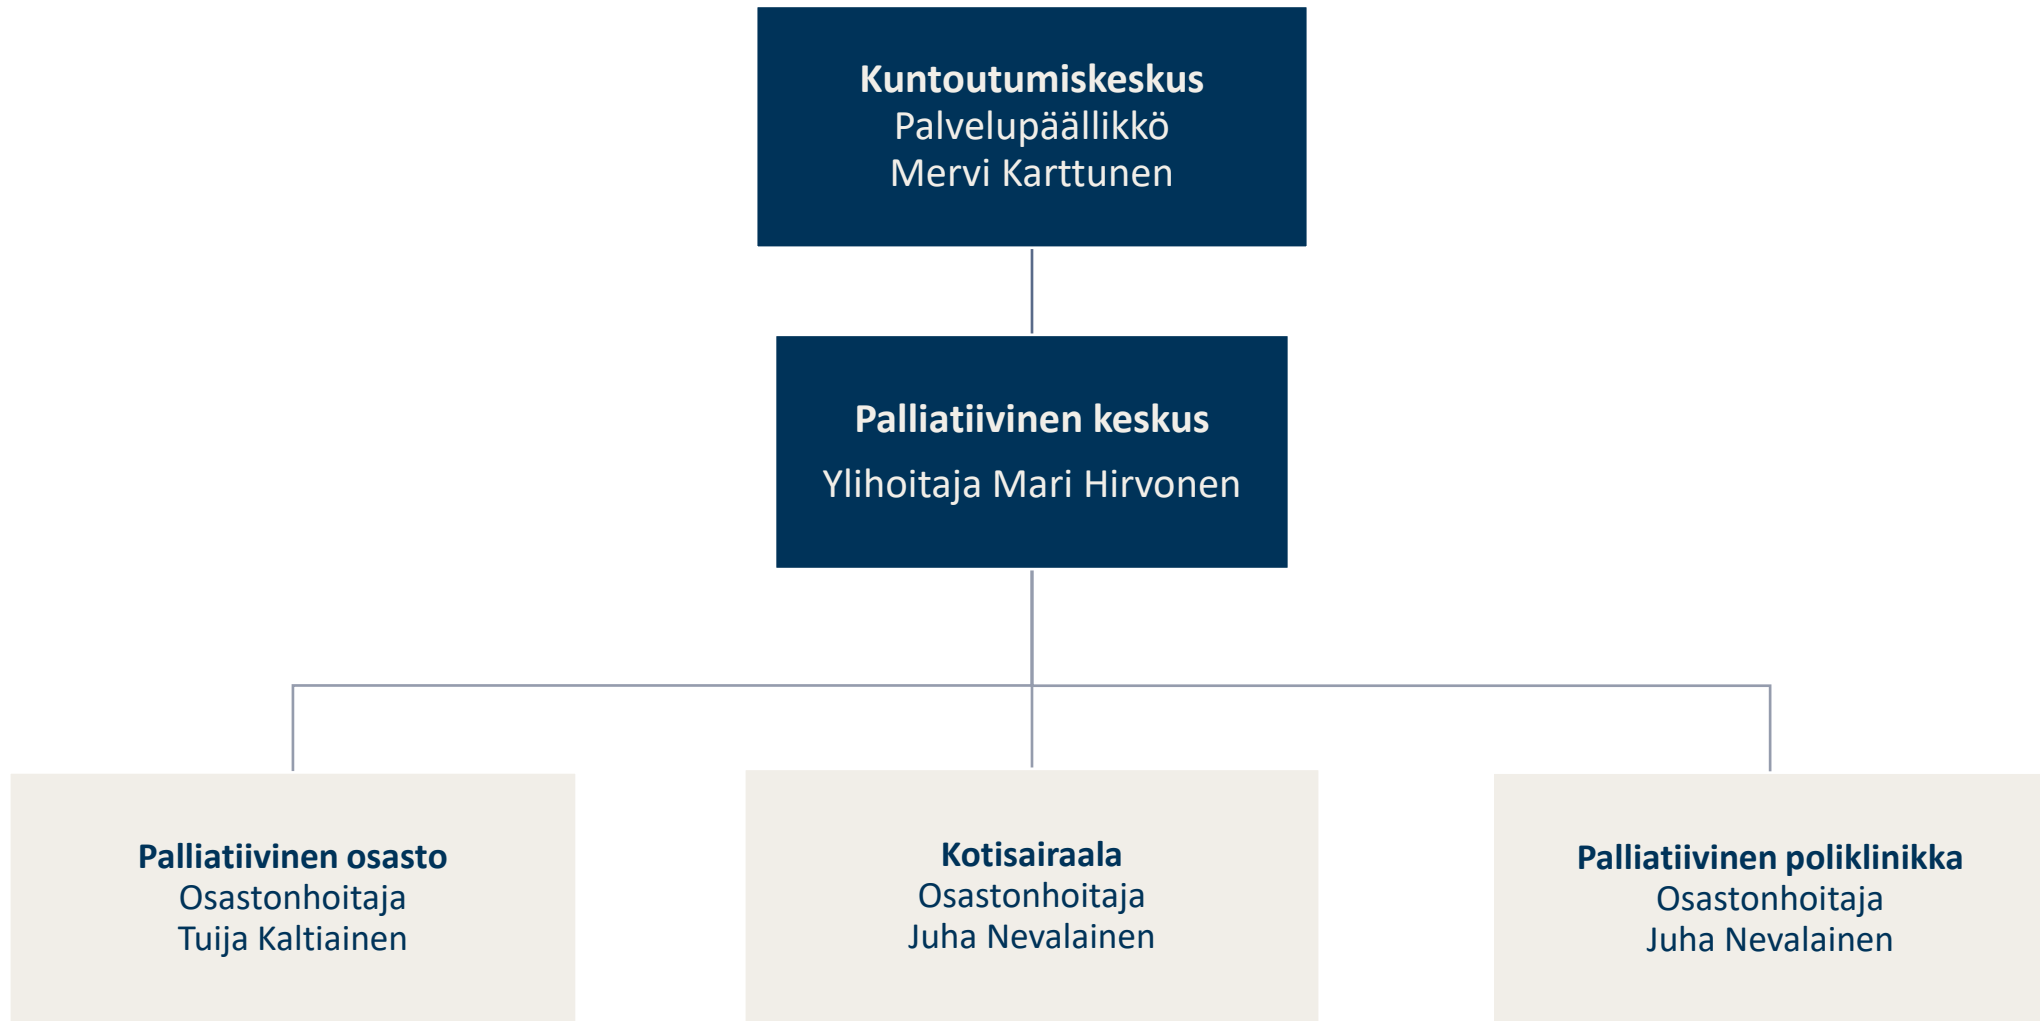 Kuntoutumiskeskus
Palvelupäällikkö
Mervi Karttunen
Palliatiivinen keskus
Ylihoitaja Mari Hirvonen
Palliatiivinen osasto
Osastonhoitaja
Tuija Kaltiainen
Kotisairaala
Osastonhoitaja
Juha Nevalainen
Palliatiivinen poliklinikka
Osastonhoitaja
Juha Nevalainen